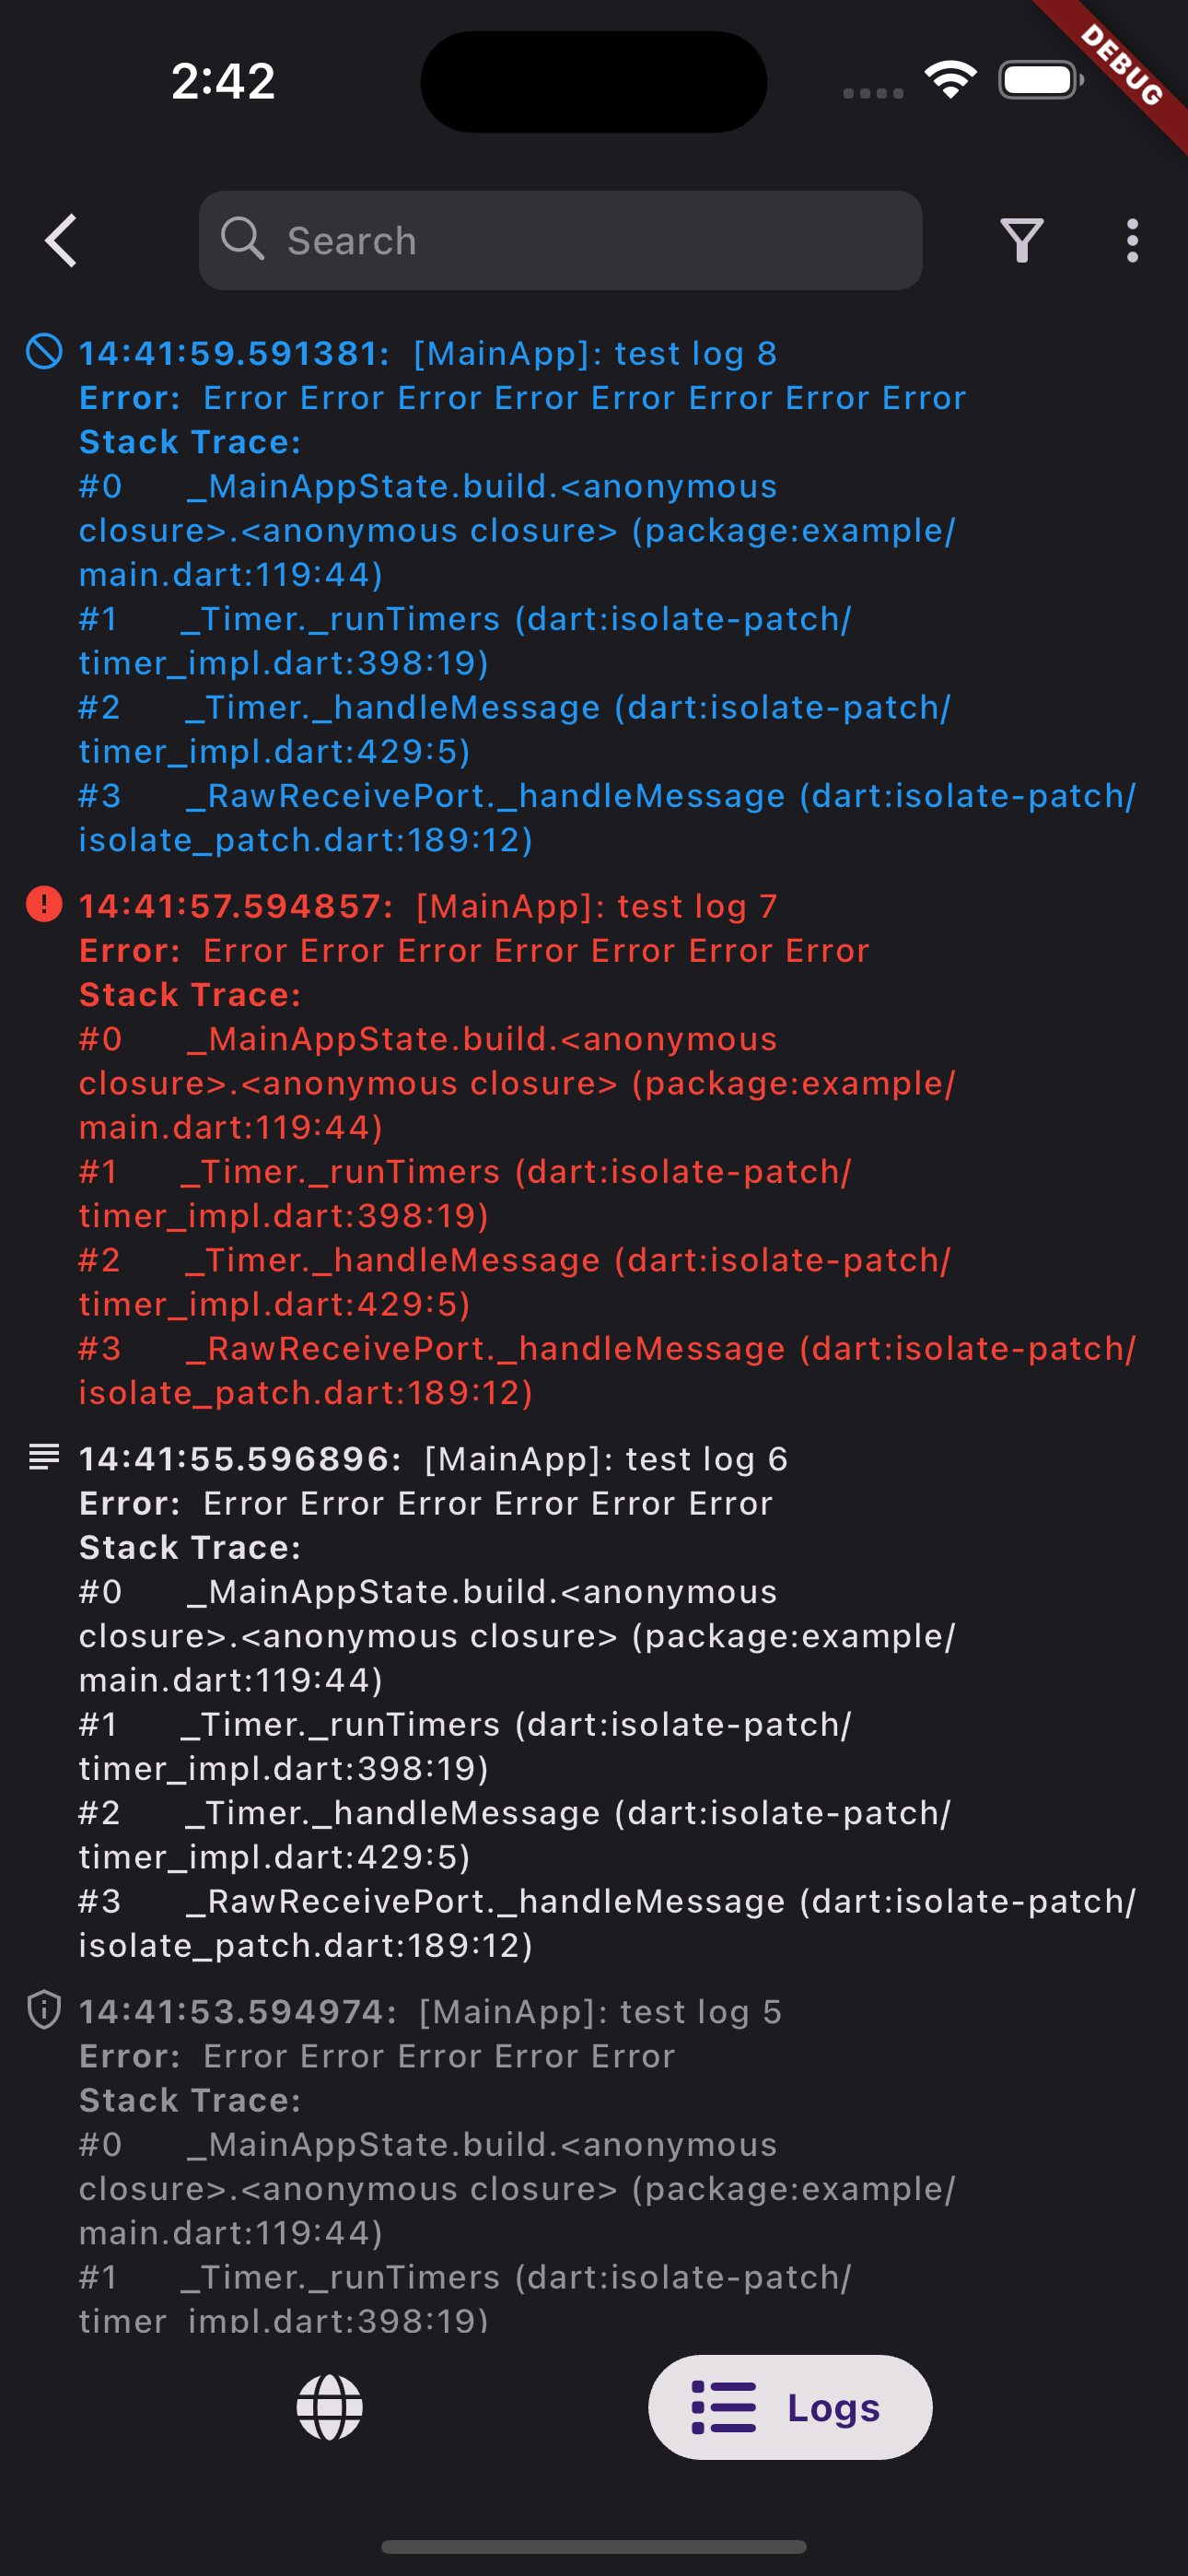 2:42
DEBUG
Search
14:41:59.591381: [MainApp]: test log 8
Error: Error Error Error Error Error Error Error Error
Stack Trace:
#0 _MainAppState.build.<anonymous
closure>.<anonymous closure> (package:example/
main.dart:119:44)
#1 _Timer._runTimers (dart:isolate-patch/
timer_impl.dart:398:19)
#2 _Timer._handleMessage (dart:isolate-patch/
timer_impl.dart:429:5)
#3 _RawReceivePort._handleMessage (dart:isolate-patch/
isolate_patch.dart:189:12)
14:41:57.594857: [MainApp]: test log 7
Error: Error Error Error Error Error Error Error
Stack Trace:
#0 _MainAppState.build.<anonymous
closure>.<anonymous closure> (package:example/
main.dart:119:44)
#1 _Timer._runTimers (dart:isolate-patch/
timer_impl.dart:398:19)
#2 _Timer._handleMessage (dart:isolate-patch/
timer_impl.dart:429:5)
#3 _RawReceivePort._handleMessage (dart:isolate-patch/
isolate_patch.dart:189:12)
14:41:55.596896: [MainApp]: test log 6
Error: Error Error Error Error Error Error
Stack Trace:
#0 _MainAppState.build.<anonymous
closure>.<anonymous closure> (package:example/
main.dart:119:44)
#1 _Timer._runTimers (dart:isolate-patch/
timer_impl.dart:398:19)
#2 _Timer._handleMessage (dart:isolate-patch/
timer_impl.dart:429:5)
#3 _RawReceivePort._handleMessage (dart:isolate-patch/
isolate_patch.dart:189:12)
14:41:53.594974: [MainApp]: test log 5
Error: Error Error Error Error Error
Stack Trace:
#0 _MainAppState.build.<anonymous
closure>.<anonymous closure> (package:example/
main.dart:119:44)
#1 _Timer._runTimers (dart:isolate-patch/
timer_impl.dart:398:19)
Logs